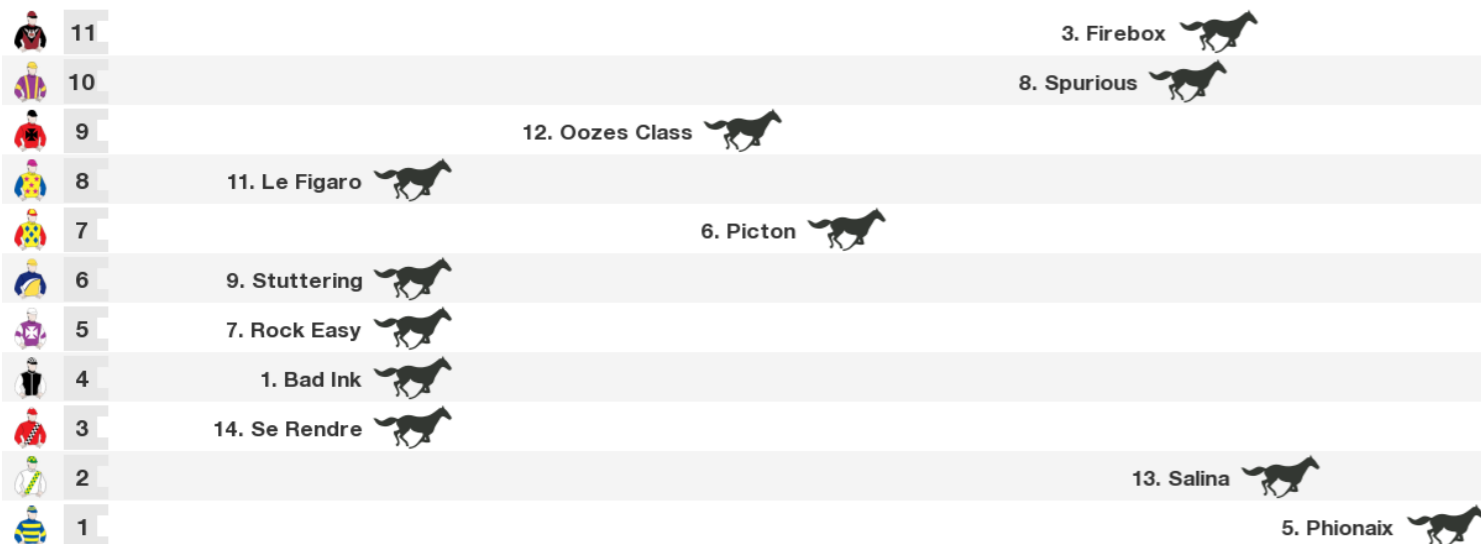 11 3. Firebox
10 8. Spurious
9 12. Oozes Class
8 11. Le Figaro
7 6. Picton
6 9. Stuttering
5 7. Rock Easy
4 1. Bad Ink
3 14. Se Rendre
2 13. Salina
1 5. Phionaix